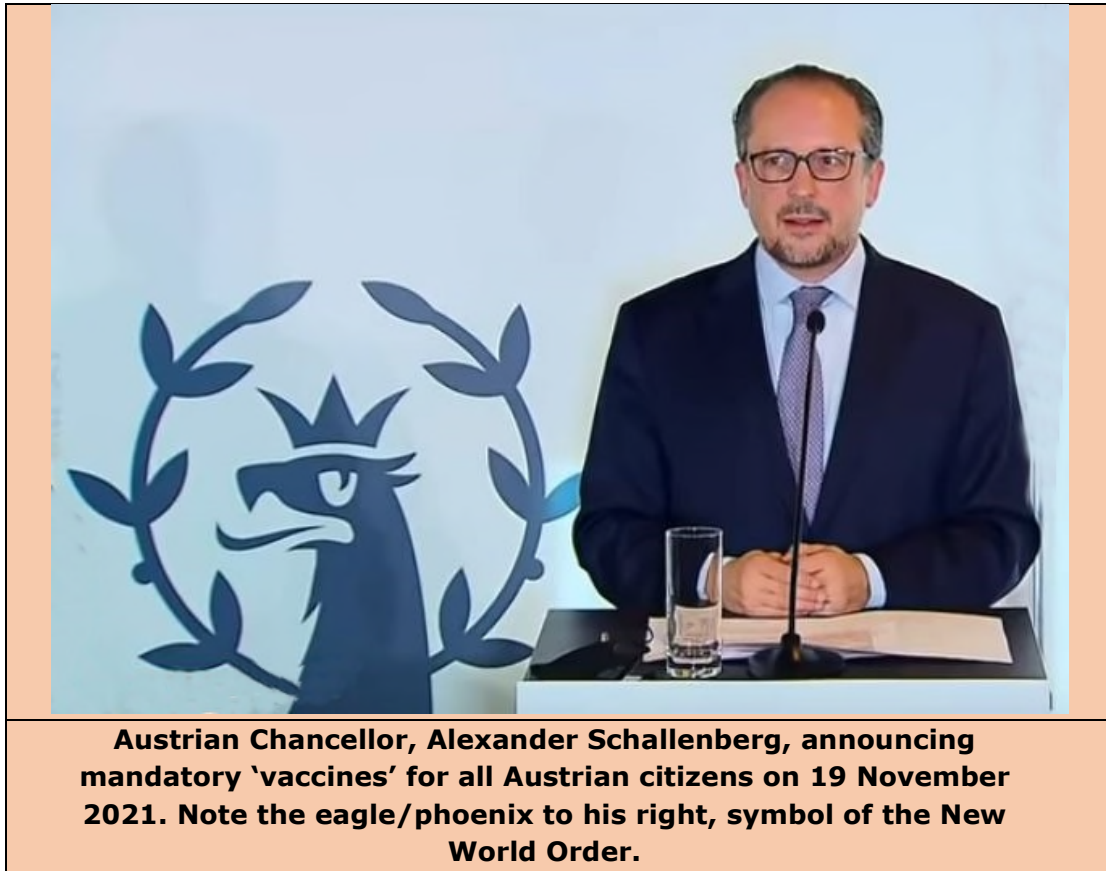 Austrian Chancellor, Alexander Schallenberg, announcing
mandatory ‘vaccines’ for all Austrian citizens on 19 November
2021. Note the eagle/phoenix to his right, symbol of the New
World Order.